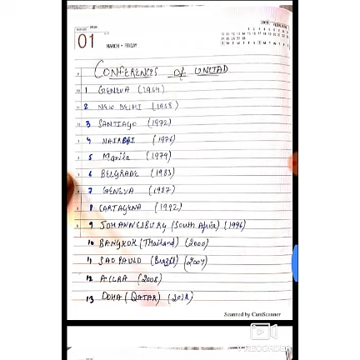 01
MARCH • FRIDAY
CONFERENCES OF UNCTAD
1 GENEVA (1964)
2 NEW DELHI (1968)
3 SANTIAGO (1972)
4 NAIROBI (1976)
5 Manila (1979)
6 BELGRADE (1983)
7 GENEVA (1987)
8 CARTAGENA (1992)
9 JOHANNESBURG (South Africa) (1996)
10 BANGKOK (Thailand) (2000)
11 SAO PAULO (Brazil) (2004)
12 ACCRA (2008)
13 DOHA (QATAR) (2012)
Scanned by CamScanner